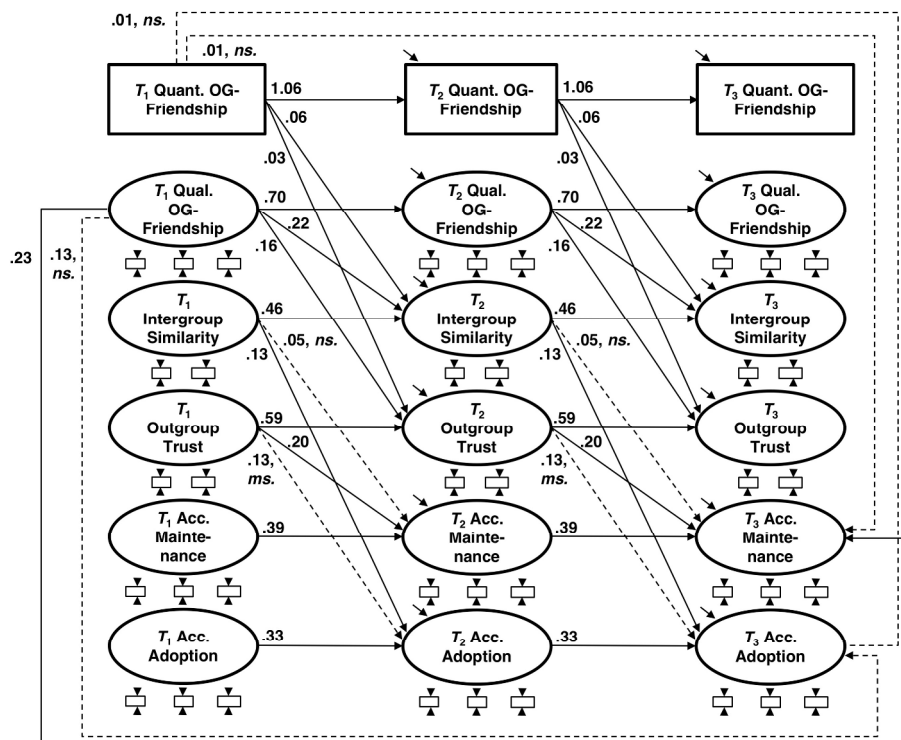 .01, ns.
.01, ns.
T1 Quant. OG-
Friendship
1.06
.06
.03
T2 Quant. OG-
Friendship
1.06
.06
.03
T3 Quant. OG-
Friendship
T1 Qual.
OG-
Friendship
.70
.22
.16
T2 Qual.
OG-
Friendship
.70
.22
.16
T3 Qual.
OG-
Friendship
.23
.13,
ns.
T1
Intergroup
Similarity
.46
.05, ns.
.13
T2
Intergroup
Similarity
.46
.05, ns.
.13
T3
Intergroup
Similarity
T1
Outgroup
Trust
.59
.20
.13,
ms.
T2
Outgroup
Trust
.59
.20
.13,
ms.
T3
Outgroup
Trust
T1 Acc.
Mainte-
nance
.39
T2 Acc.
Mainte-
nance
.39
T3 Acc.
Mainte-
nance
T1 Acc.
Adoption
.33
T2 Acc.
Adoption
.33
T3 Acc.
Adoption